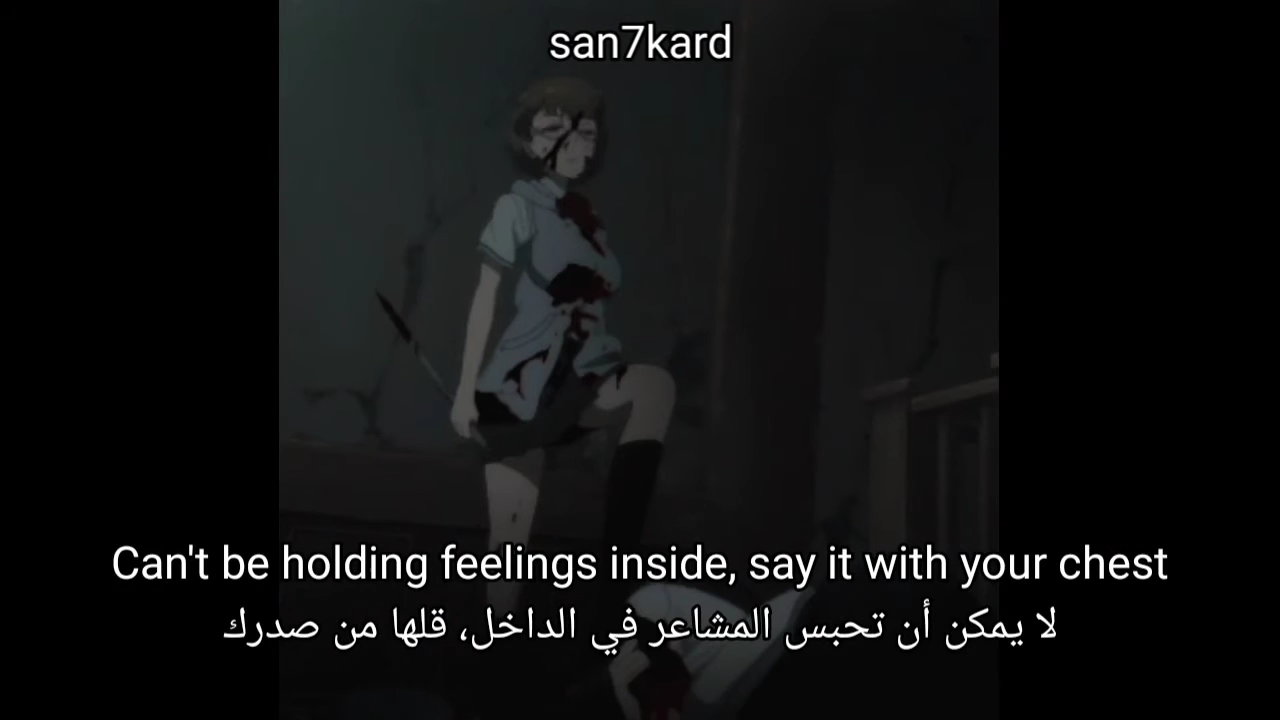 san7kard
Can't be holding feelings inside, say it with your chest
لا يمكن أن تحبس المشاعر في الداخل، قلها من صدرك